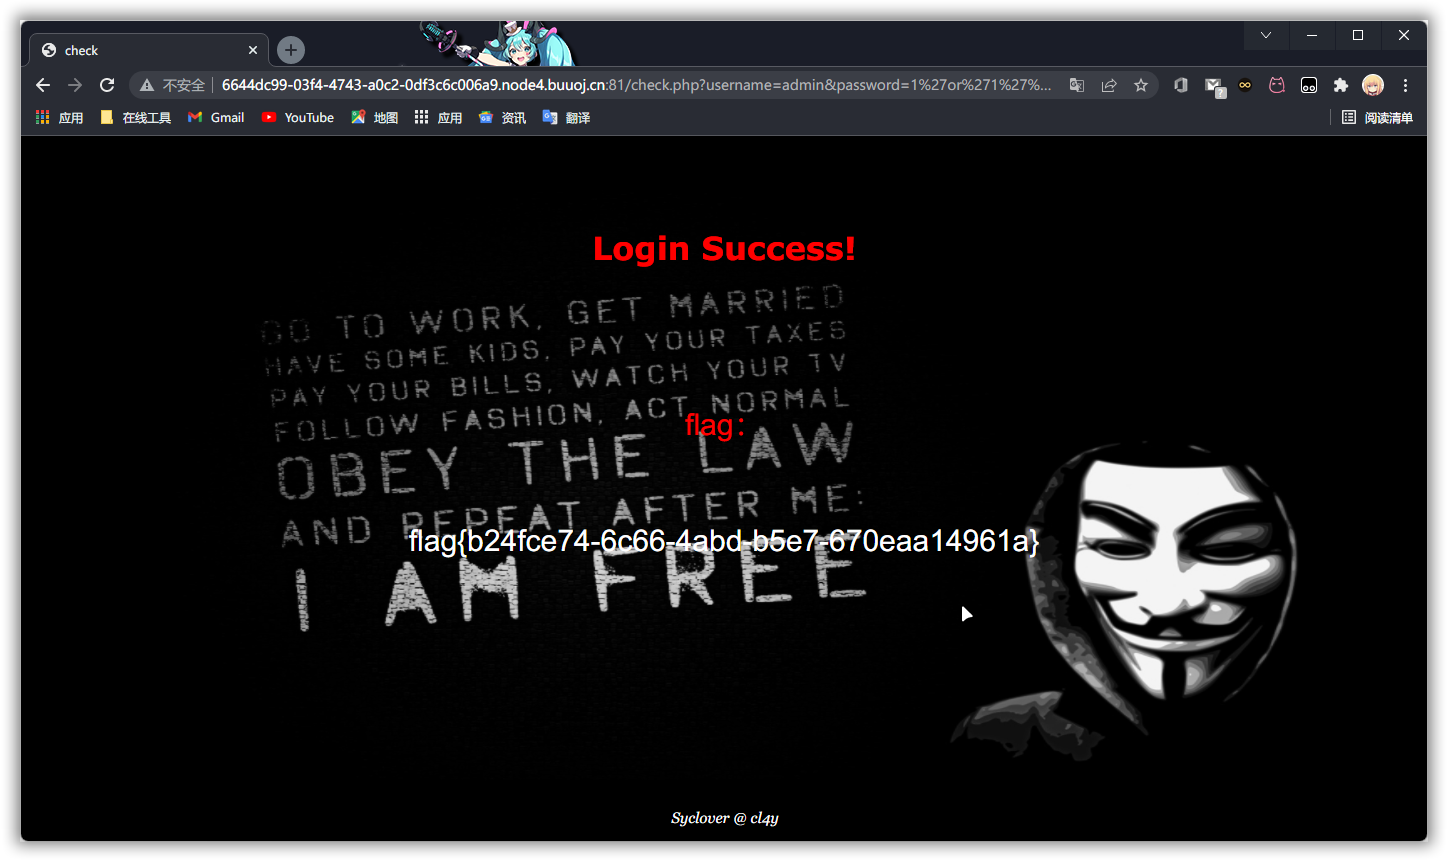 check
不安全
6644dc99-03f4-4743-a0c2-0df3c6c006a9.node4.buuoj.cn:81/check.php?username=admin&password=1%27or%271%27%...
?
应用
在线工具
Gmail
YouTube
地图
应用
资讯
翻译
阅读清单
Login Success!
GO TO WORK, GET MARRIED
HAVE SOME KIDS, PAY YOUR TAXES
PAY YOUR BILLS, WATCH YOUR TV
FOLLOW FASHION, ACT NORMAL
flag:
OBEY THE LAW
AND REPEAT AFTER ME:
flag{b24fce74-6c66-4abd-b5e7-670eaa14961a}
I AM FREE
Syclover @ cl4y